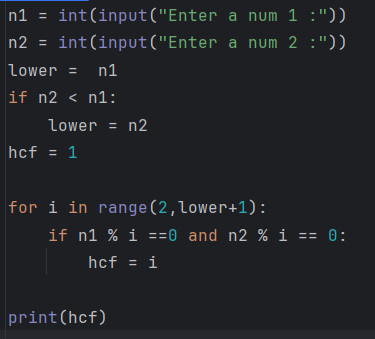 n1 = int(input("Enter a num 1 :"))
n2 = int(input("Enter a num 2 :"))
lower =  n1
if n2 < n1:
    lower = n2
hcf = 1

for i in range(2,lower+1):
    if n1 % i ==0 and n2 % i == 0:
        hcf = i

print(hcf)